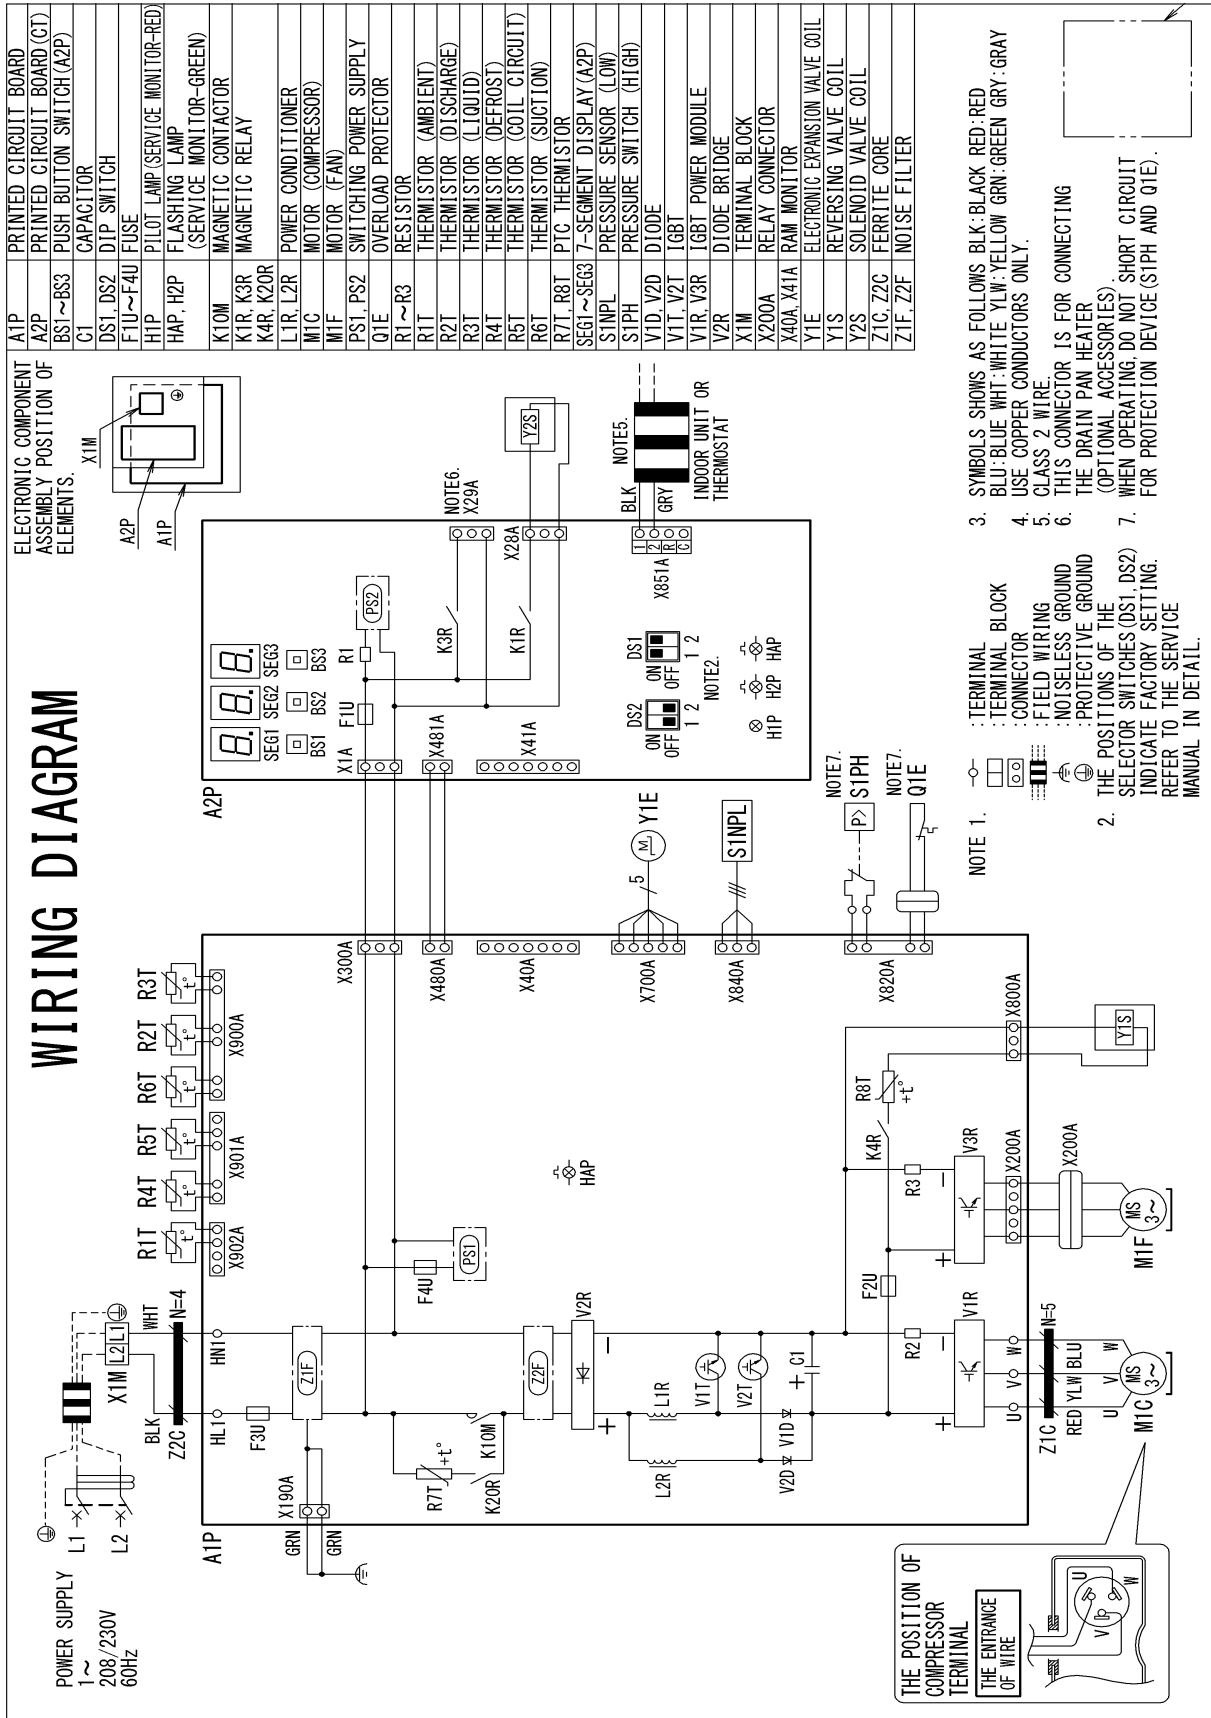 WIRING DIAGRAM
POWER SUPPLY
1~
208/230V
60Hz
L1
L2
X1M
L2
L1
BLK
WHT
Z2C
N=4
HL1
HN1
A1P
F3U
Z1F
X190A
GRN
GRN
R1T
t°
R4T
t°
R5T
t°
R6T
t°
R2T
t°
R3T
t°
X902A
X901A
X900A
X300A
X480A
X40A
X700A
X840A
X820A
X800A
F4U
PS1
R7T
+t°
K10M
K20R
Z2F
V2R
HAP
L1R
L2R
V1T
V2T
V1D
V2D
C1
+
R2
R3
F2U
K4R
R8T
+t°
V1R
V3R
X200A
X200A
U
V
W
Z1C
N=5
RED
YLW
BLU
U
V
W
MS
3~
M1C
MS
3~
M1F
Y1S
5
M
Y1E
S1NPL
NOTE7.
S1PH
P>
NOTE7.
Q1E
A2P
SEG1
SEG2
SEG3
BS1
BS2
BS3
X1A
F1U
R1
PS2
X481A
X41A
K3R
K1R
NOTE6.
X29A
X28A
Y2S
DS2
ON
OFF
1 2
DS1
ON
OFF
1 2
NOTE2.
H1P
H2P
HAP
X851A
1
2
R
C
BLK
GRY
NOTE5.
INDOOR UNIT OR
THERMOSTAT
ELECTRONIC COMPONENT
ASSEMBLY POSITION OF
ELEMENTS.
X1M
A2P
A1P
THE POSITION OF
COMPRESSOR
TERMINAL
THE ENTRANCE
OF WIRE
U
V
W
A1P PRINTED CIRCUIT BOARD
A2P PRINTED CIRCUIT BOARD(CT)
BS1~BS3 PUSH BUTTON SWITCH(A2P)
C1 CAPACITOR
DS1, DS2 DIP SWITCH
F1U~F4U FUSE
H1P PILOT LAMP(SERVICE MONITOR-RED)
HAP, H2P FLASHING LAMP
(SERVICE MONITOR-GREEN)
K10M MAGNETIC CONTACTOR
K1R, K3R MAGNETIC RELAY
K4R, K20R
L1R, L2R POWER CONDITIONER
M1C MOTOR (COMPRESSOR)
M1F MOTOR (FAN)
PS1, PS2 SWITCHING POWER SUPPLY
Q1E OVERLOAD PROTECTOR
R1~R3 RESISTOR
R1T THERMISTOR (AMBIENT)
R2T THERMISTOR (DISCHARGE)
R3T THERMISTOR (LIQUID)
R4T THERMISTOR (DEFROST)
R5T THERMISTOR (COIL CIRCUIT)
R6T THERMISTOR (SUCTION)
R7T, R8T PTC THERMISTOR
SEG1~SEG3 7-SEGMENT DISPLAY(A2P)
S1NPL PRESSURE SENSOR (LOW)
S1PH PRESSURE SWITCH (HIGH)
V1D, V2D DIODE
V1T, V2T IGBT
V1R, V3R IGBT POWER MODULE
V2R DIODE BRIDGE
X1M TERMINAL BLOCK
X200A RELAY CONNECTOR
X40A, X41A RAM MONITOR
Y1E ELECTRONIC EXPANSION VALVE COIL
Y1S REVERSING VALVE COIL
Y2S SOLENOID VALVE COIL
Z1C, Z2C FERRITE CORE
Z1F, Z2F NOISE FILTER
NOTE 1.
:TERMINAL
:TERMINAL BLOCK
:CONNECTOR
:FIELD WIRING
:NOISELESS GROUND
:PROTECTIVE GROUND
2. THE POSITIONS OF THE
SELECTOR SWITCHES(DS1, DS2)
INDICATE FACTORY SETTING.
REFER TO THE SERVICE
MANUAL IN DETAIL.
3. SYMBOLS SHOWS AS FOLLOWS BLK:BLACK RED:RED
BLU:BLUE WHT:WHITE YLW:YELLOW GRN:GREEN GRY:GRAY
4. USE COPPER CONDUCTORS ONLY.
5. CLASS 2 WIRE.
6. THIS CONNECTOR IS FOR CONNECTING
THE DRAIN PAN HEATER
(OPTIONAL ACCESSORIES)
7. WHEN OPERATING, DO NOT SHORT CIRCUIT
FOR PROTECTION DEVICE(S1PH AND Q1E).